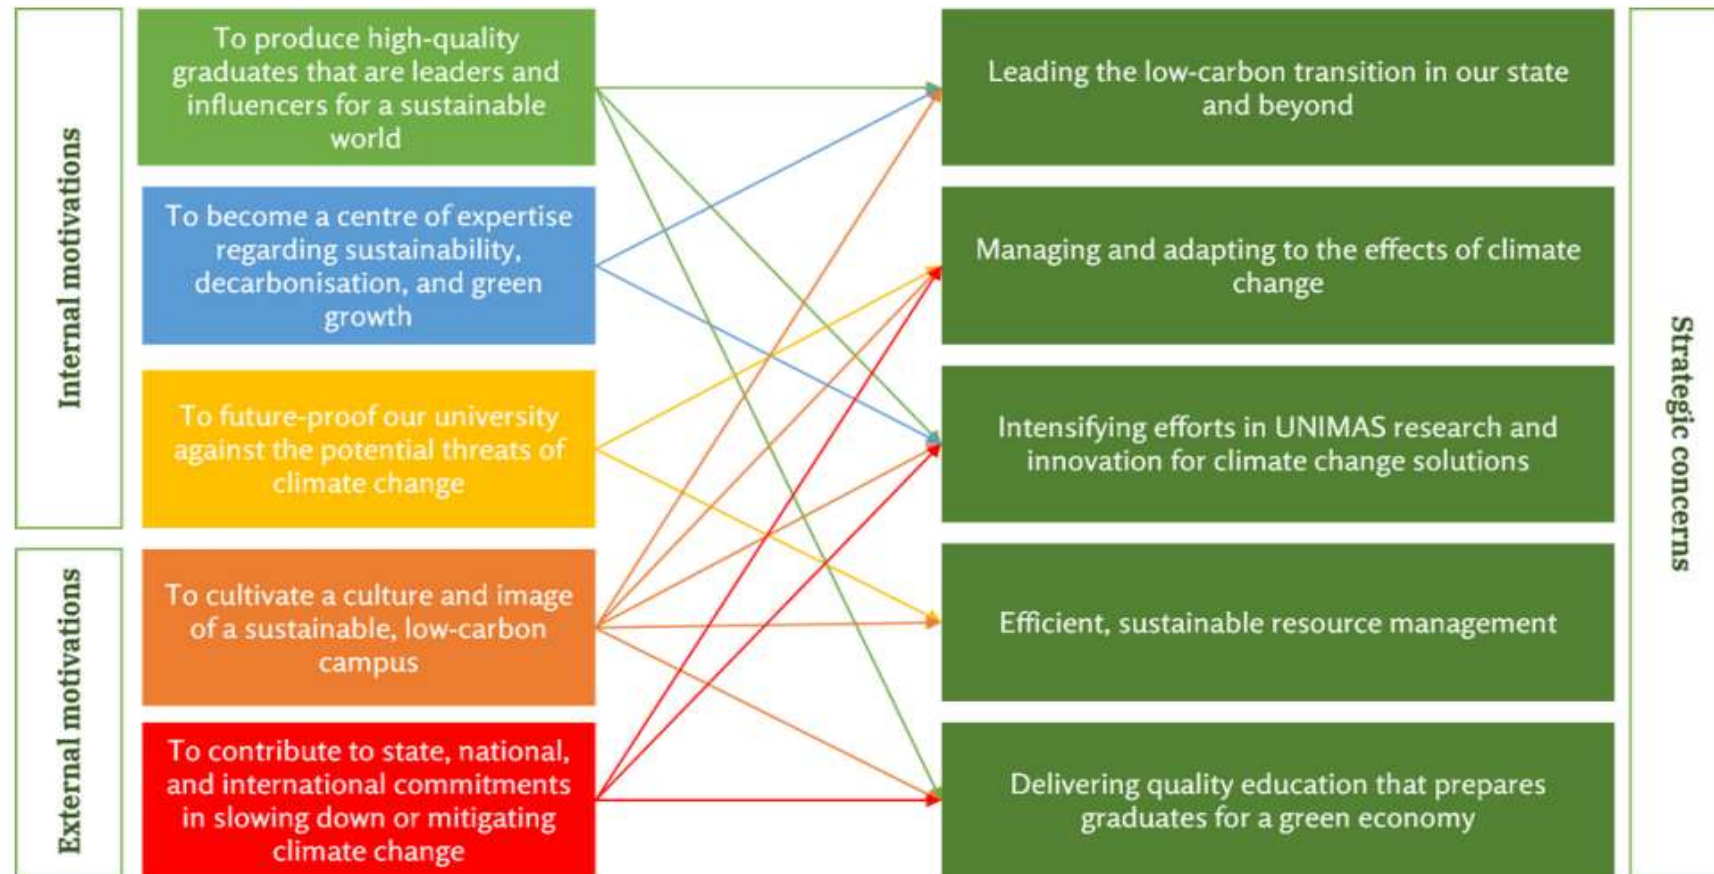 Internal motivations
To produce high-quality
graduates that are leaders and
influencers for a sustainable
world
To become a centre of expertise
regarding sustainability,
decarbonisation, and green
growth
To future-proof our university
against the potential threats of
climate change
External motivations
To cultivate a culture and image
of a sustainable, low-carbon
campus
To contribute to state, national,
and international commitments
in slowing down or mitigating
climate change
Leading the low-carbon transition in our state
and beyond
Managing and adapting to the effects of climate
change
Intensifying efforts in UNIMAS research and
innovation for climate change solutions
Efficient, sustainable resource management
Delivering quality education that prepares
graduates for a green economy
Strategic concerns